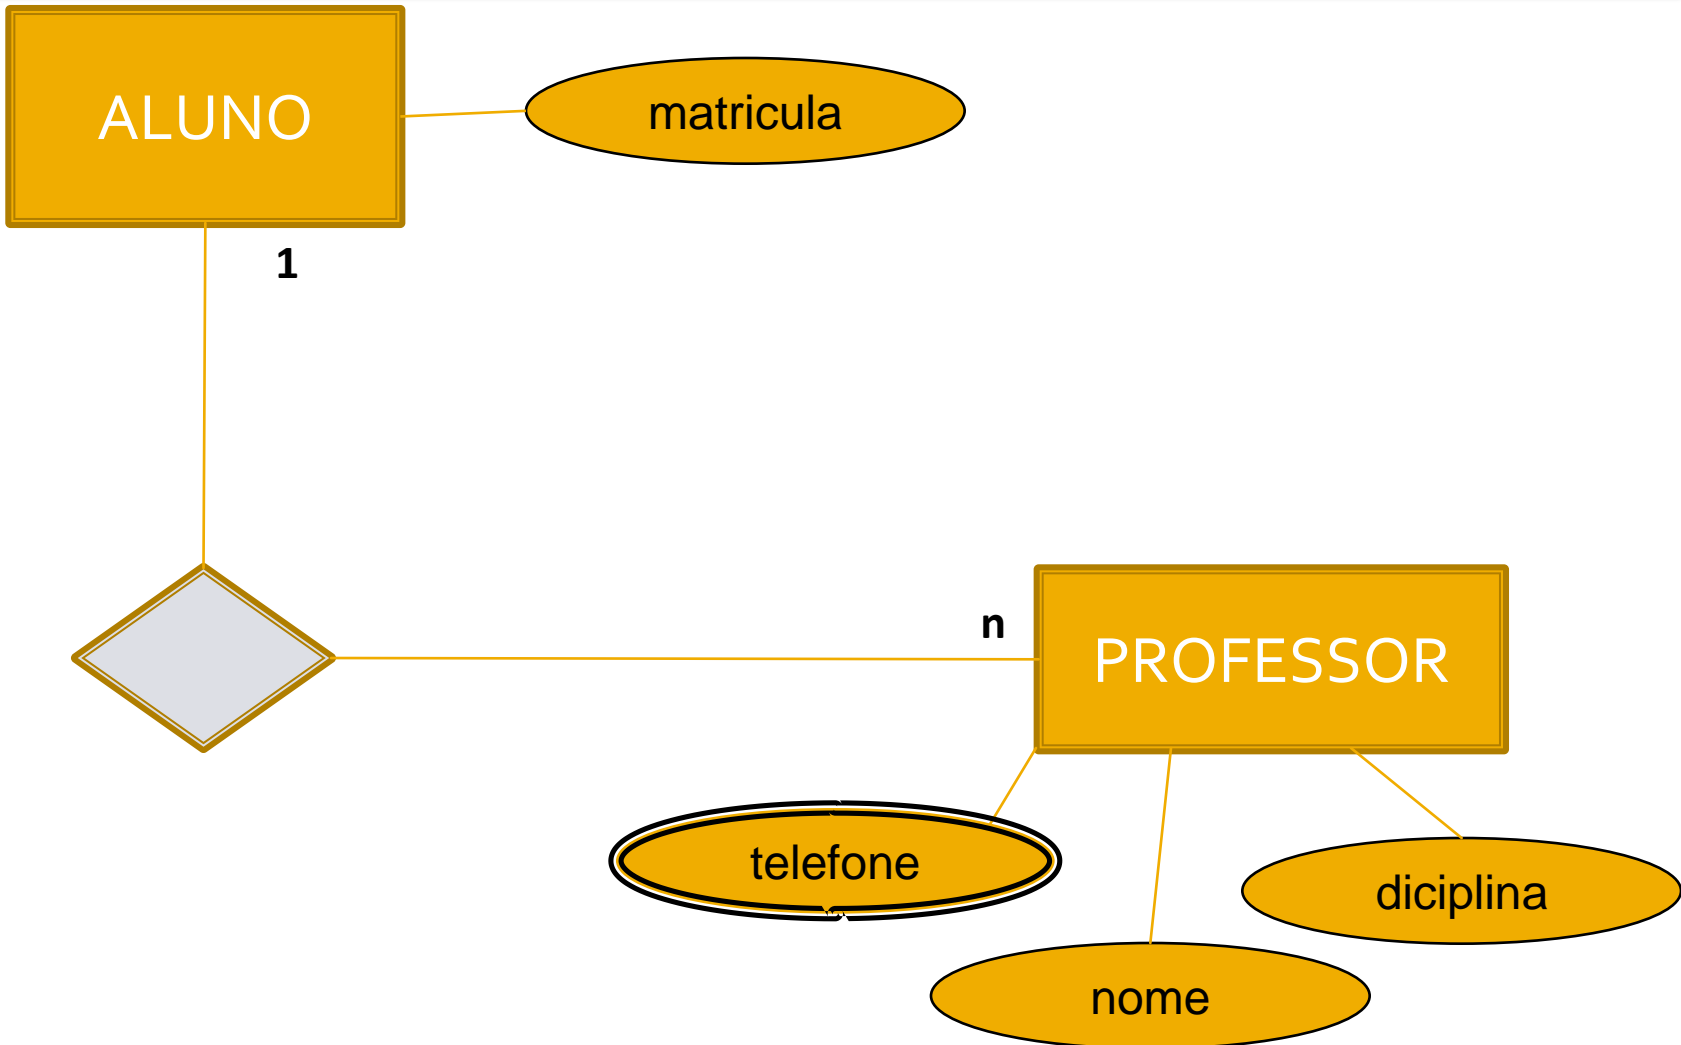 ALUNO
matricula
1
n
PROFESSOR
telefone
diciplina
nome